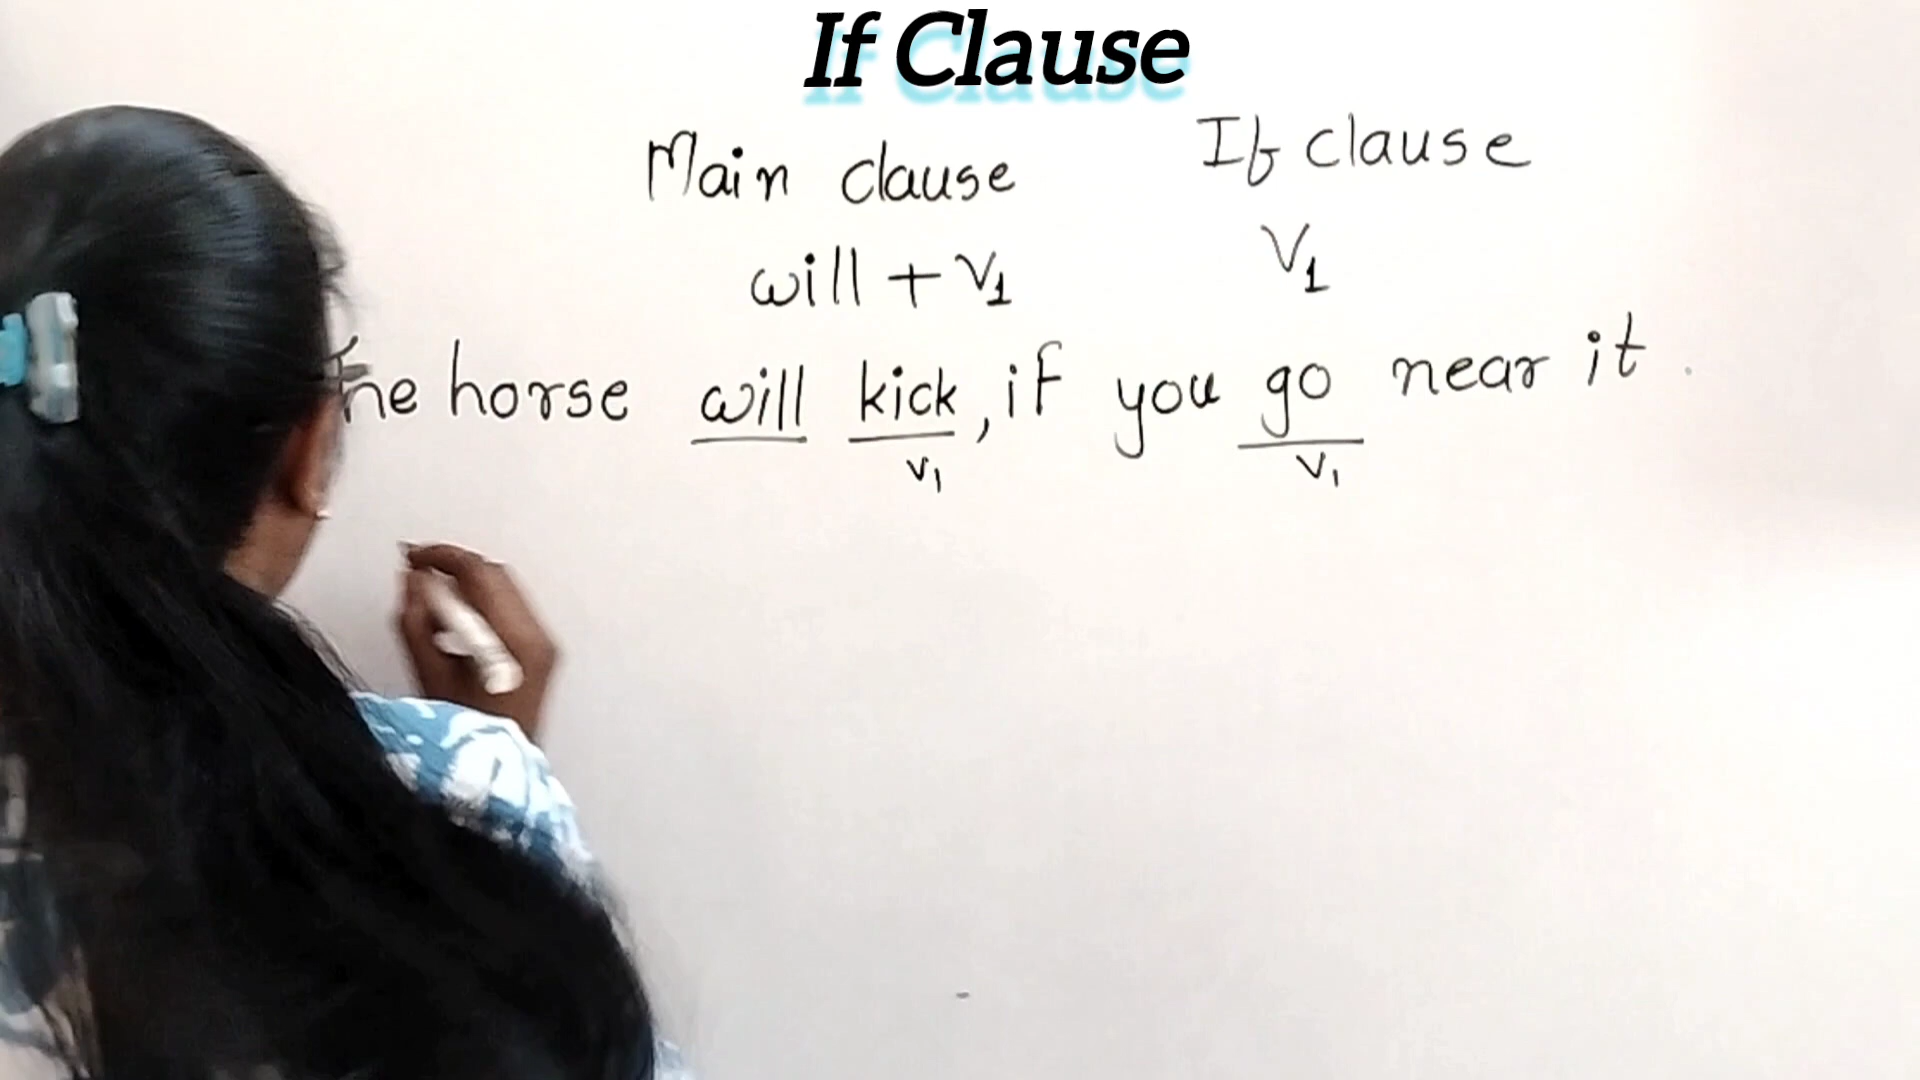 If Clause
Main clause If clause
will + V1 V1
The horse will kick, if you go near it.
V1 V1